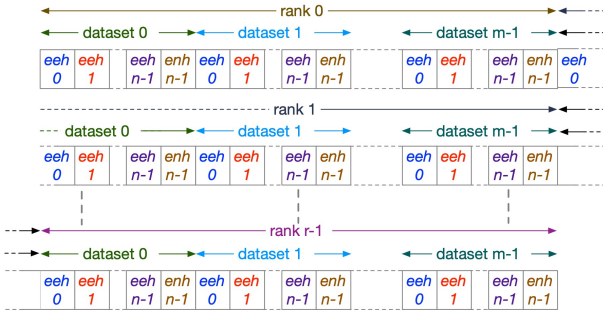 rank 0
dataset 0 dataset 1 dataset m-1
eeh eeh eeh enh eeh eeh eeh enh eeh eeh eeh enh eeh
0 1 n-1 n-1 0 1 n-1 n-1 0 1 n-1 n-1 0
rank 1
dataset 0 dataset 1 dataset m-1
eeh eeh eeh enh eeh eeh eeh enh eeh eeh eeh enh
0 1 n-1 n-1 0 1 n-1 n-1 0 1 n-1 n-1
rank r-1
dataset 0 dataset 1 dataset m-1
eeh eeh eeh enh eeh eeh eeh enh eeh eeh eeh enh
0 1 n-1 n-1 0 1 n-1 n-1 0 1 n-1 n-1